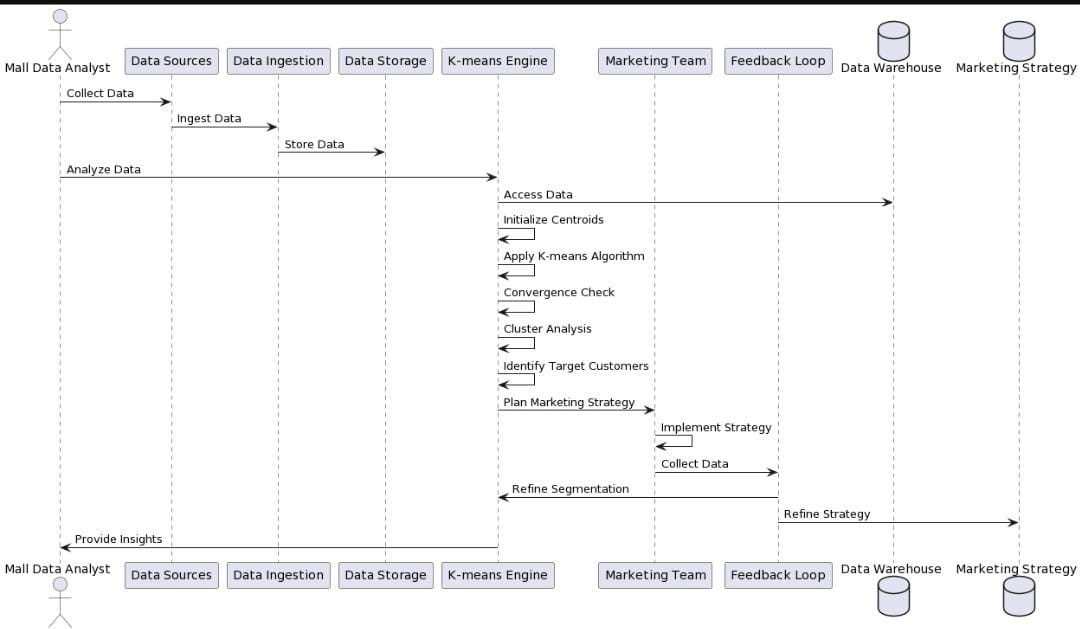 Mall Data Analyst
Data Sources
Data Ingestion
Data Storage
K-means Engine
Marketing Team
Feedback Loop
Data Warehouse
Marketing Strategy
Collect Data
Ingest Data
Store Data
Analyze Data
Access Data
Initialize Centroids
Apply K-means Algorithm
Convergence Check
Cluster Analysis
Identify Target Customers
Plan Marketing Strategy
Implement Strategy
Collect Data
Refine Segmentation
Refine Strategy
Provide Insights
Mall Data Analyst
Data Sources
Data Ingestion
Data Storage
K-means Engine
Marketing Team
Feedback Loop
Data Warehouse
Marketing Strategy